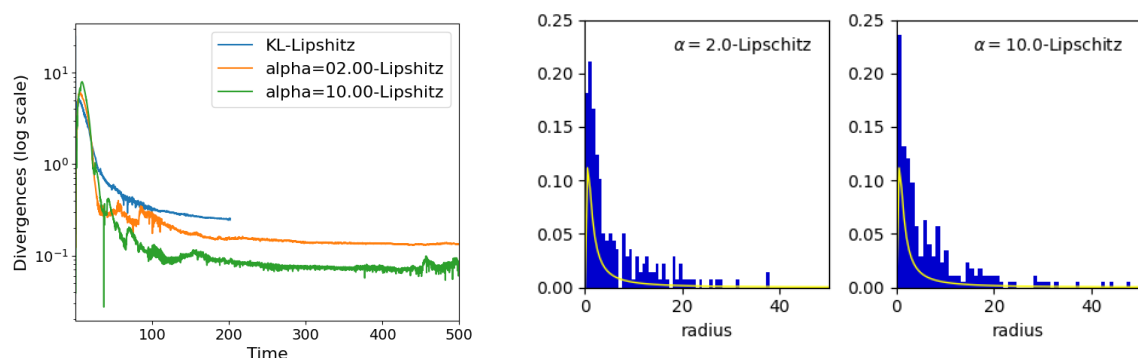 Divergences (log scale)
10^1
10^0
10^-1
KL-Lipshitz
alpha=02.00-Lipshitz
alpha=10.00-Lipshitz
100
200
300
400
500
Time
0.25
0.20
0.15
0.10
0.05
0.00
α = 2.0-Lipschitz
0
20
40
radius
0.25
0.20
0.15
0.10
0.05
0.00
α = 10.0-Lipschitz
0
20
40
radius